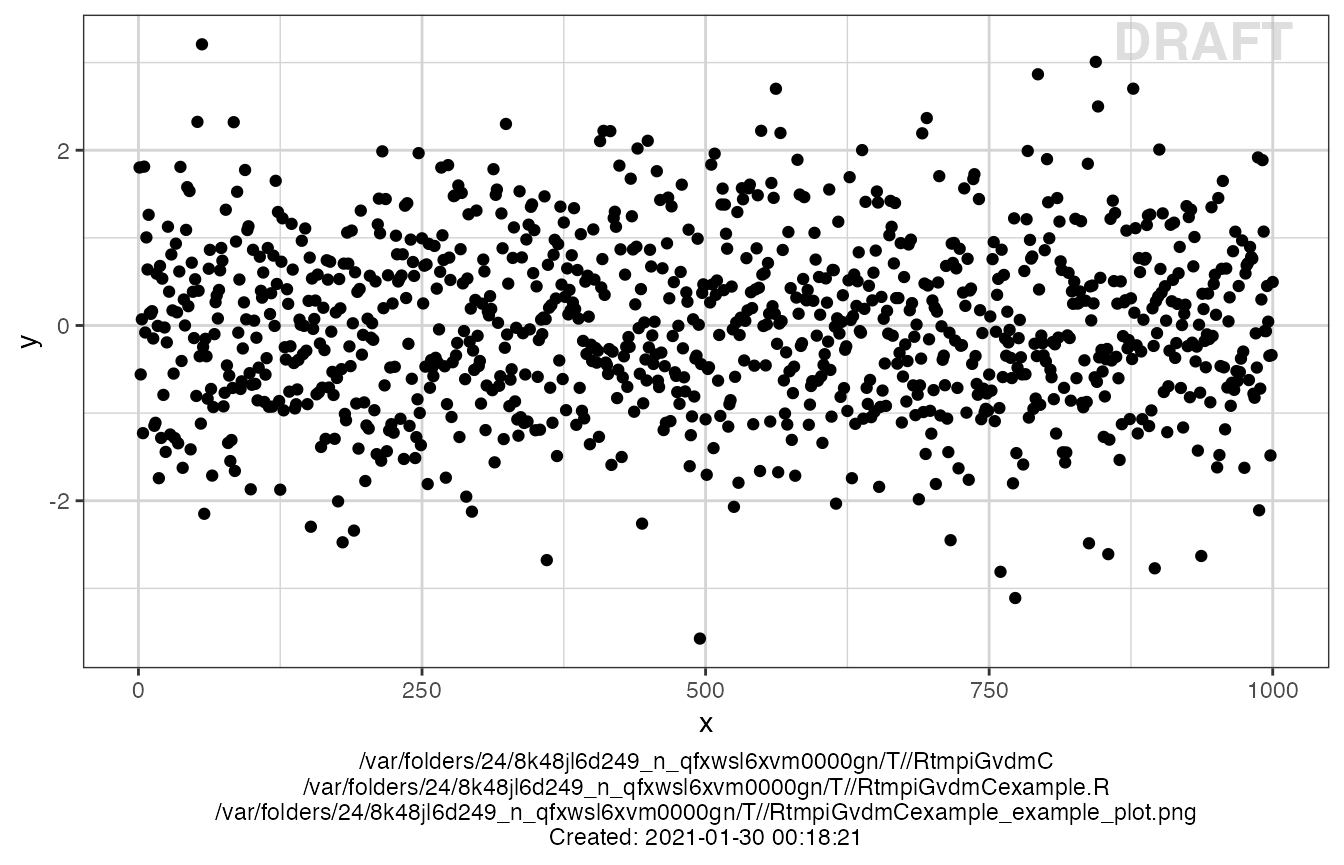 DRAFT
2
0
-2
y
0 250 500 750 1000
x
/var/folders/24/8k48jl6d249_n_qfxwsl6xvm0000gn/T//RtmpiGvdmC
/var/folders/24/8k48jl6d249_n_qfxwsl6xvm0000gn/T//RtmpiGvdmCexample.R
/var/folders/24/8k48jl6d249_n_qfxwsl6xvm0000gn/T//RtmpiGvdmCexample_example_plot.png
Created: 2021-01-30 00:18:21